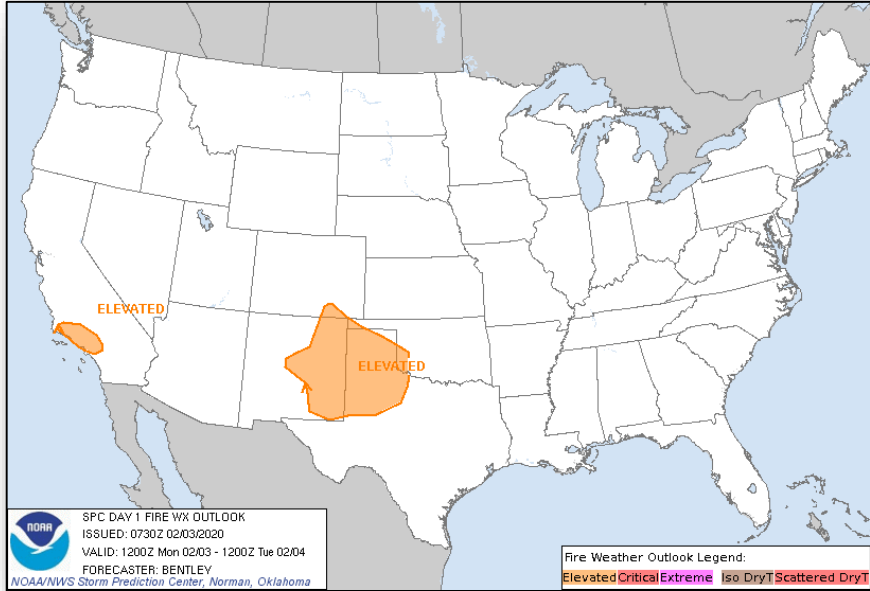 ELEVATED
ELEVATED
NOAA
SPC DAY 1 FIRE WX OUTLOOK
ISSUED: 0730Z 02/03/2020
VALID: 1200Z Mon 02/03 - 1200Z Tue 02/04
FORECASTER: BENTLEY
NOAA/NWS Storm Prediction Center, Norman, Oklahoma
Fire Weather Outlook Legend:
Elevated Critical Extreme Iso DryT Scattered DryT